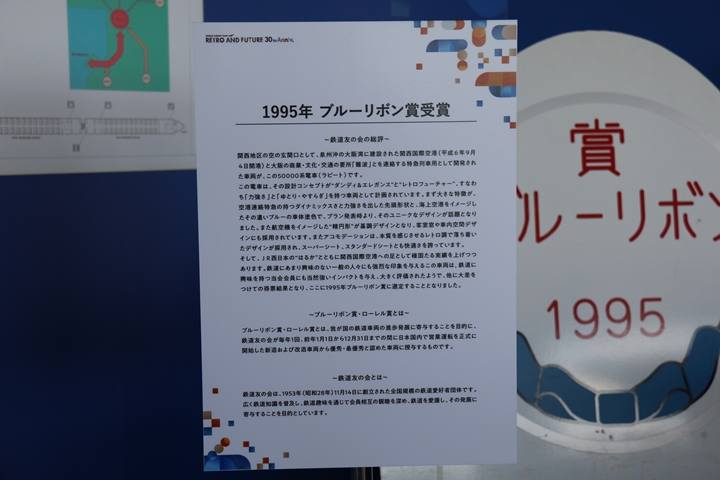 RETRO AND FUTURE 30th Anniv.
1995年 ブルーリボン賞受賞
～鉄道友の会の総評～
関西地区の空の玄関口として、泉州沖の大阪湾に建設された関西国際空港（平成6年9月
4日開港）と大阪の商業・文化・交通の要所「難波」とを連絡する特急列車用として開発され
た車両が、この50000系電車（ラピート）です。
この電車は、その設計コンセプトが“ダンディ&エレガンス”と“レトロフューチャー”、すなわ
ち「力強さ」と「ゆとり・やすらぎ」を持つ車両として計画されています。まず大きな特徴が、
空港連絡特急の持つダイナミックスさと力強さを出した先頭形状と、海上空港をイメージし
たその濃いブルーの車体塗色で、プラン発表時より、そのユニークなデザインが話題となり
ました。また航空機をイメージした“楕円形”が基調デザインとなり、客室窓や車内空間デザ
インにも採用されています。またアコモデーションは、本質を感じさせるレトロ調で落ち着い
たデザインが採用され、スーパーシート、スタンダードシートとも快適さを誇っています。
そして、JR西日本の“はるか”とともに関西国際空港への足として確固たる実績を上げつつ
あります。鉄道にあまり興味のない一般の人々にも強烈な印象を与えるこの車両は、鉄道に
興味を持つ当会会員にも当然強いインパクトを与え、大きく評価されたようで、他に大差を
つけての得票結果となり、ここに1995年ブルーリボン賞に選定することとなりました。
～ブルーリボン賞・ローレル賞とは～
ブルーリボン賞・ローレル賞とは、我が国の鉄道車両の進歩発展に寄与することを目的に、
鉄道友の会が毎年1回、前年1月1日から12月31日までの間に日本国内で営業運転を正式に
開始した新造および改造車両から優秀・最優秀と認めた車両に授与するものです。
～鉄道友の会とは～
鉄道友の会は、1953年（昭和28年）11月14日に創立された全国規模の鉄道愛好者団体です。
広く鉄道知識を普及し、鉄道趣味を通じて会員相互の親睦を深め、鉄道を愛護し、その発展に
寄与することを目的としています。
賞
ブルーリボン
1995